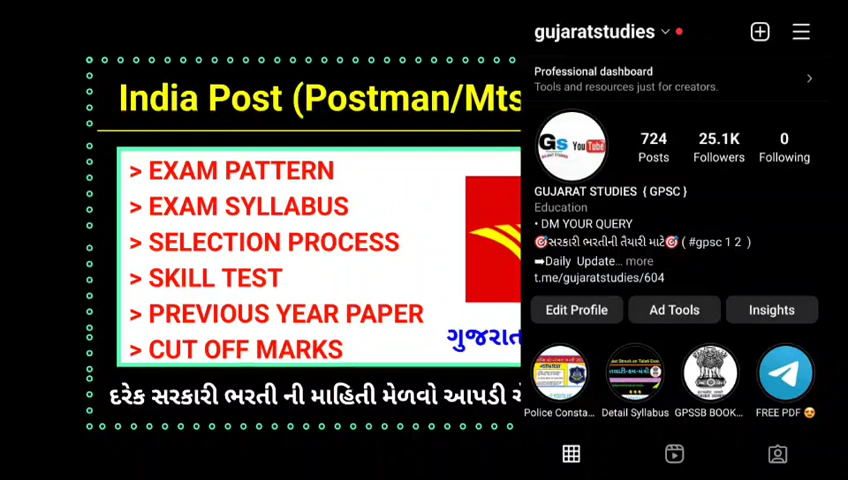 India Post (Postman/Mts
> EXAM PATTERN
> EXAM SYLLABUS
> SELECTION PROCESS
> SKILL TEST
> PREVIOUS YEAR PAPER
> CUT OFF MARKS
ગુજરાત
દરેક સરકારી ભરતી ની માહિતી મેળવો આપડી
gujaratstudies
Professional dashboard
Tools and resources just for creators.
Gs YouTube
724 25.1K 0
Posts Followers Following
GUJARAT STUDIES { GPSC }
Education
• DM YOUR QUERY
🎯સરકારી ભરતીની તૈયારી માટે🎯 ( #gpsc 1 2 )
➡Daily Update... more
t.me/gujaratstudies/604
Edit Profile Ad Tools Insights
Police Consta... Detail Syllabus GPSSB BOOK... FREE PDF 😍